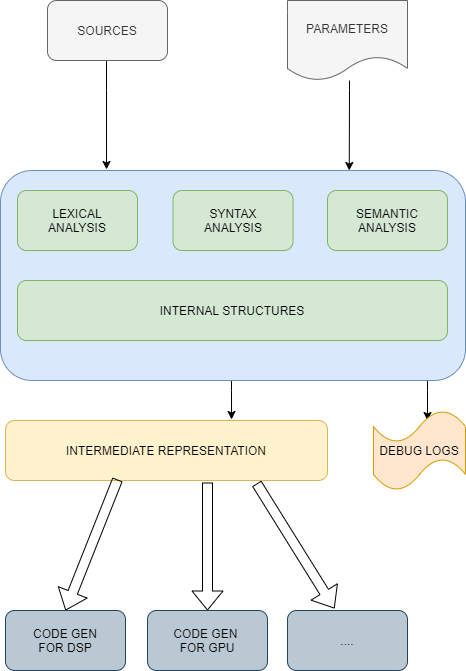 SOURCES
PARAMETERS
LEXICAL
ANALYSIS
SYNTAX
ANALYSIS
SEMANTIC
ANALYSIS
INTERNAL STRUCTURES
INTERMEDIATE REPRESENTATION
DEBUG LOGS
CODE GEN
FOR DSP
CODE GEN
FOR GPU
....